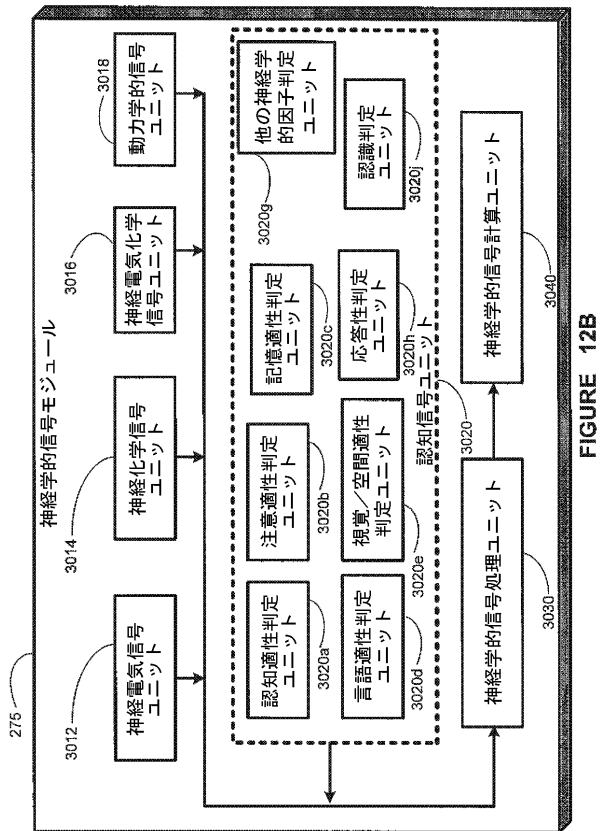 275
神経学的信号モジュール
3012
神経電気信号
ユニット
3014
神経化学信号
ユニット
3016
神経電気化学
信号ユニット
3018
動力学的信号
ユニット
認知適性判定
ユニット
3020a
注意適性判定
ユニット
3020b
記憶適性判定
ユニット
3020c
他の神経学
的因子判定
ユニット
3020g
言語適性判定
ユニット
3020d
視覚/空間適性
判定ユニット
3020e
応答性判定
ユニット
3020h
認識判定
ユニット
3020j
認知信号ユニット
3020
神経学的信号処理ユニット
3030
神経学的信号計算ユニット
3040
FIGURE 12B